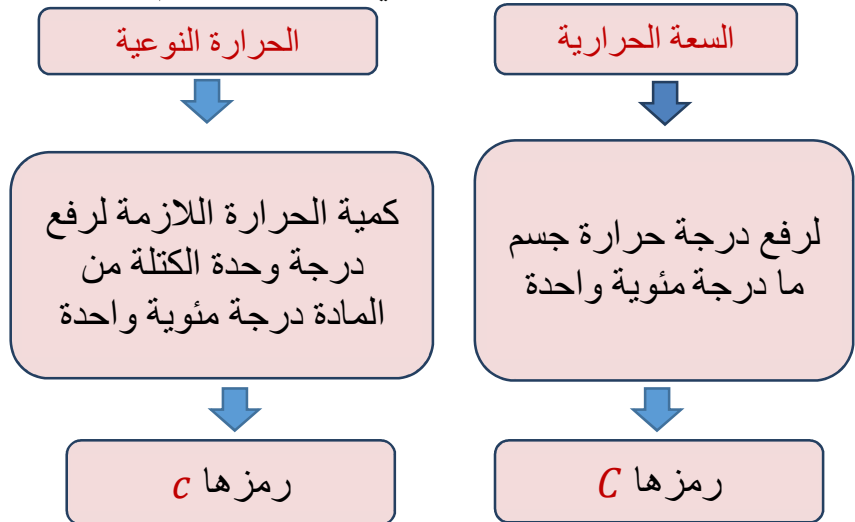 السعة الحرارية
لرفع درجة حرارة جسم
ما درجة مئوية واحدة
رمزها C
الحرارة النوعية
كمية الحرارة اللازمة لرفع
درجة وحدة الكتلة من
المادة درجة مئوية واحدة
رمزها c